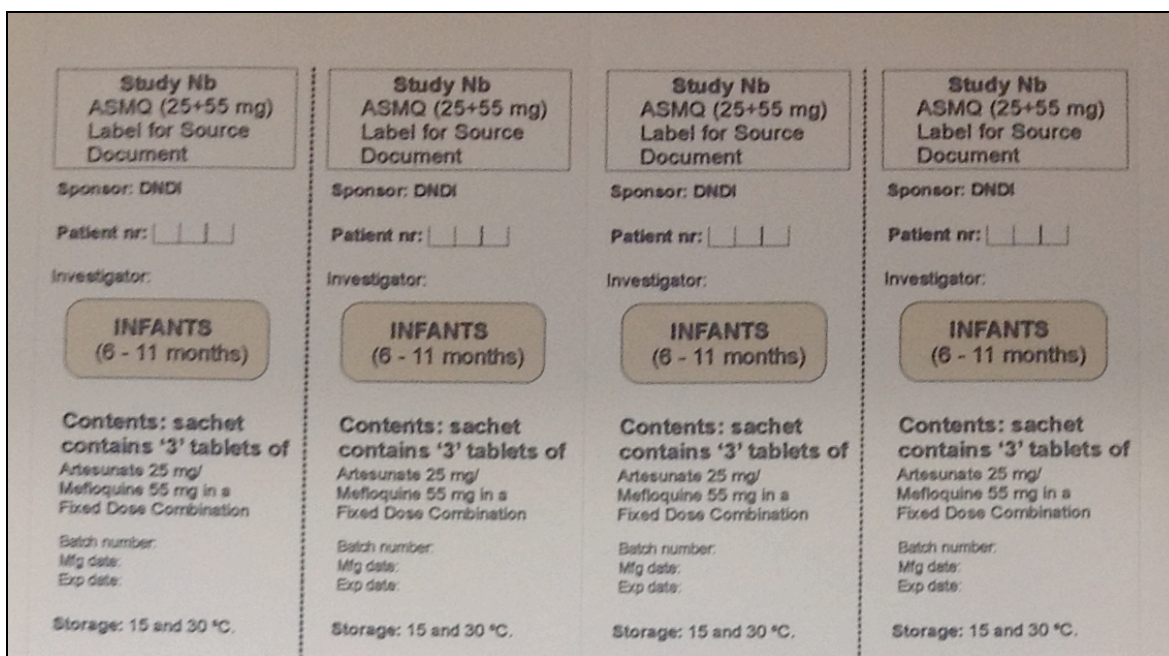 Study Nb
ASMQ (25+55 mg)
Label for Source
Document
Sponsor: DNDI
Patient nr:
Investigator:
INFANTS
(6 - 11 months)
Contents: sachet
contains ‘3’ tablets of
Artesunate 25 mg/
Mefloquine 55 mg in a
Fixed Dose Combination
Batch number:
Mfg date:
Exp date:
Storage: 15 and 30 °C.
Study Nb
ASMQ (25+55 mg)
Label for Source
Document
Sponsor: DNDI
Patient nr:
Investigator:
INFANTS
(6 - 11 months)
Contents: sachet
contains ‘3’ tablets of
Artesunate 25 mg/
Mefloquine 55 mg in a
Fixed Dose Combination
Batch number:
Mfg date:
Exp date:
Storage: 15 and 30 °C.
Study Nb
ASMQ (25+55 mg)
Label for Source
Document
Sponsor: DNDI
Patient nr:
Investigator:
INFANTS
(6 - 11 months)
Contents: sachet
contains ‘3’ tablets of
Artesunate 25 mg/
Mefloquine 55 mg in a
Fixed Dose Combination
Batch number:
Mfg date:
Exp date:
Storage: 15 and 30 °C.
Study Nb
ASMQ (25+55 mg)
Label for Source
Document
Sponsor: DNDI
Patient nr:
Investigator:
INFANTS
(6 - 11 months)
Contents: sachet
contains ‘3’ tablets of
Artesunate 25 mg/
Mefloquine 55 mg in a
Fixed Dose Combination
Batch number:
Mfg date:
Exp date:
Storage: 15 and 30 °C.